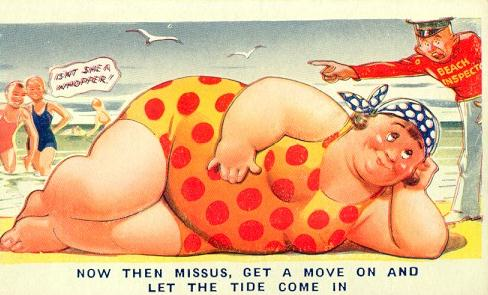 ISN'T SHE A
WHOPPER!!
BEACH
INSPECTOR
NOW THEN MISSUS, GET A MOVE ON AND
LET THE TIDE COME IN